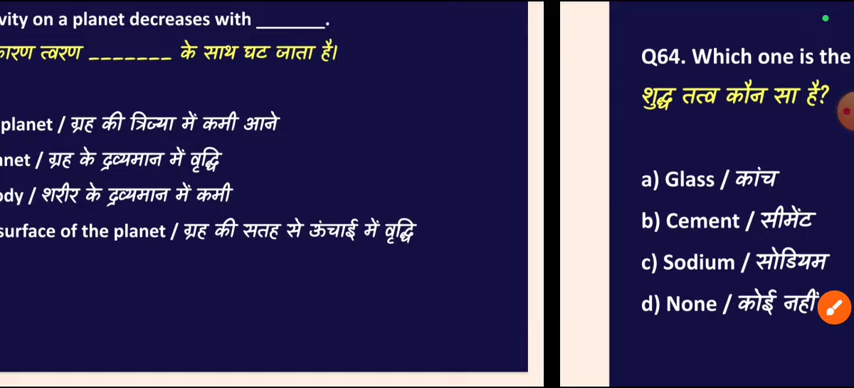 vity on a planet decreases with _______.
कारण त्वरण _______ के साथ घट जाता है।
planet / ग्रह की त्रिज्या में कमी आने
net / ग्रह के द्रव्यमान में वृद्धि
ody / शरीर के द्रव्यमान में कमी
surface of the planet / ग्रह की सतह से ऊंचाई में वृद्धि
Q64. Which one is the
शुद्ध तत्व कौन सा है?
a) Glass / कांच
b) Cement / सीमेंट
c) Sodium / सोडियम
d) None / कोई नहीं